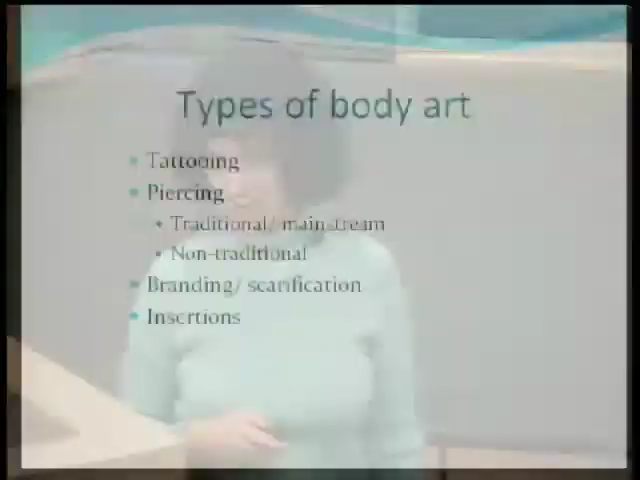 Types of body art
Tattooing
Piercing
Traditional/ mainstream
Non-traditional
Branding/ scarification
Insertions